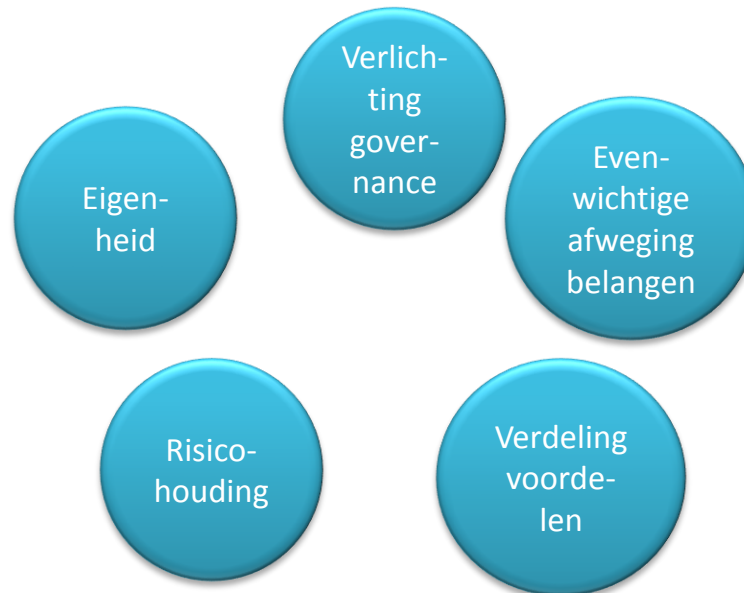 Verlich-
ting
gover-
nance
Eigen-
heid
Even-
wichtige
afweging
belangen
Risico-
houding
Verdeling
voorde-
len